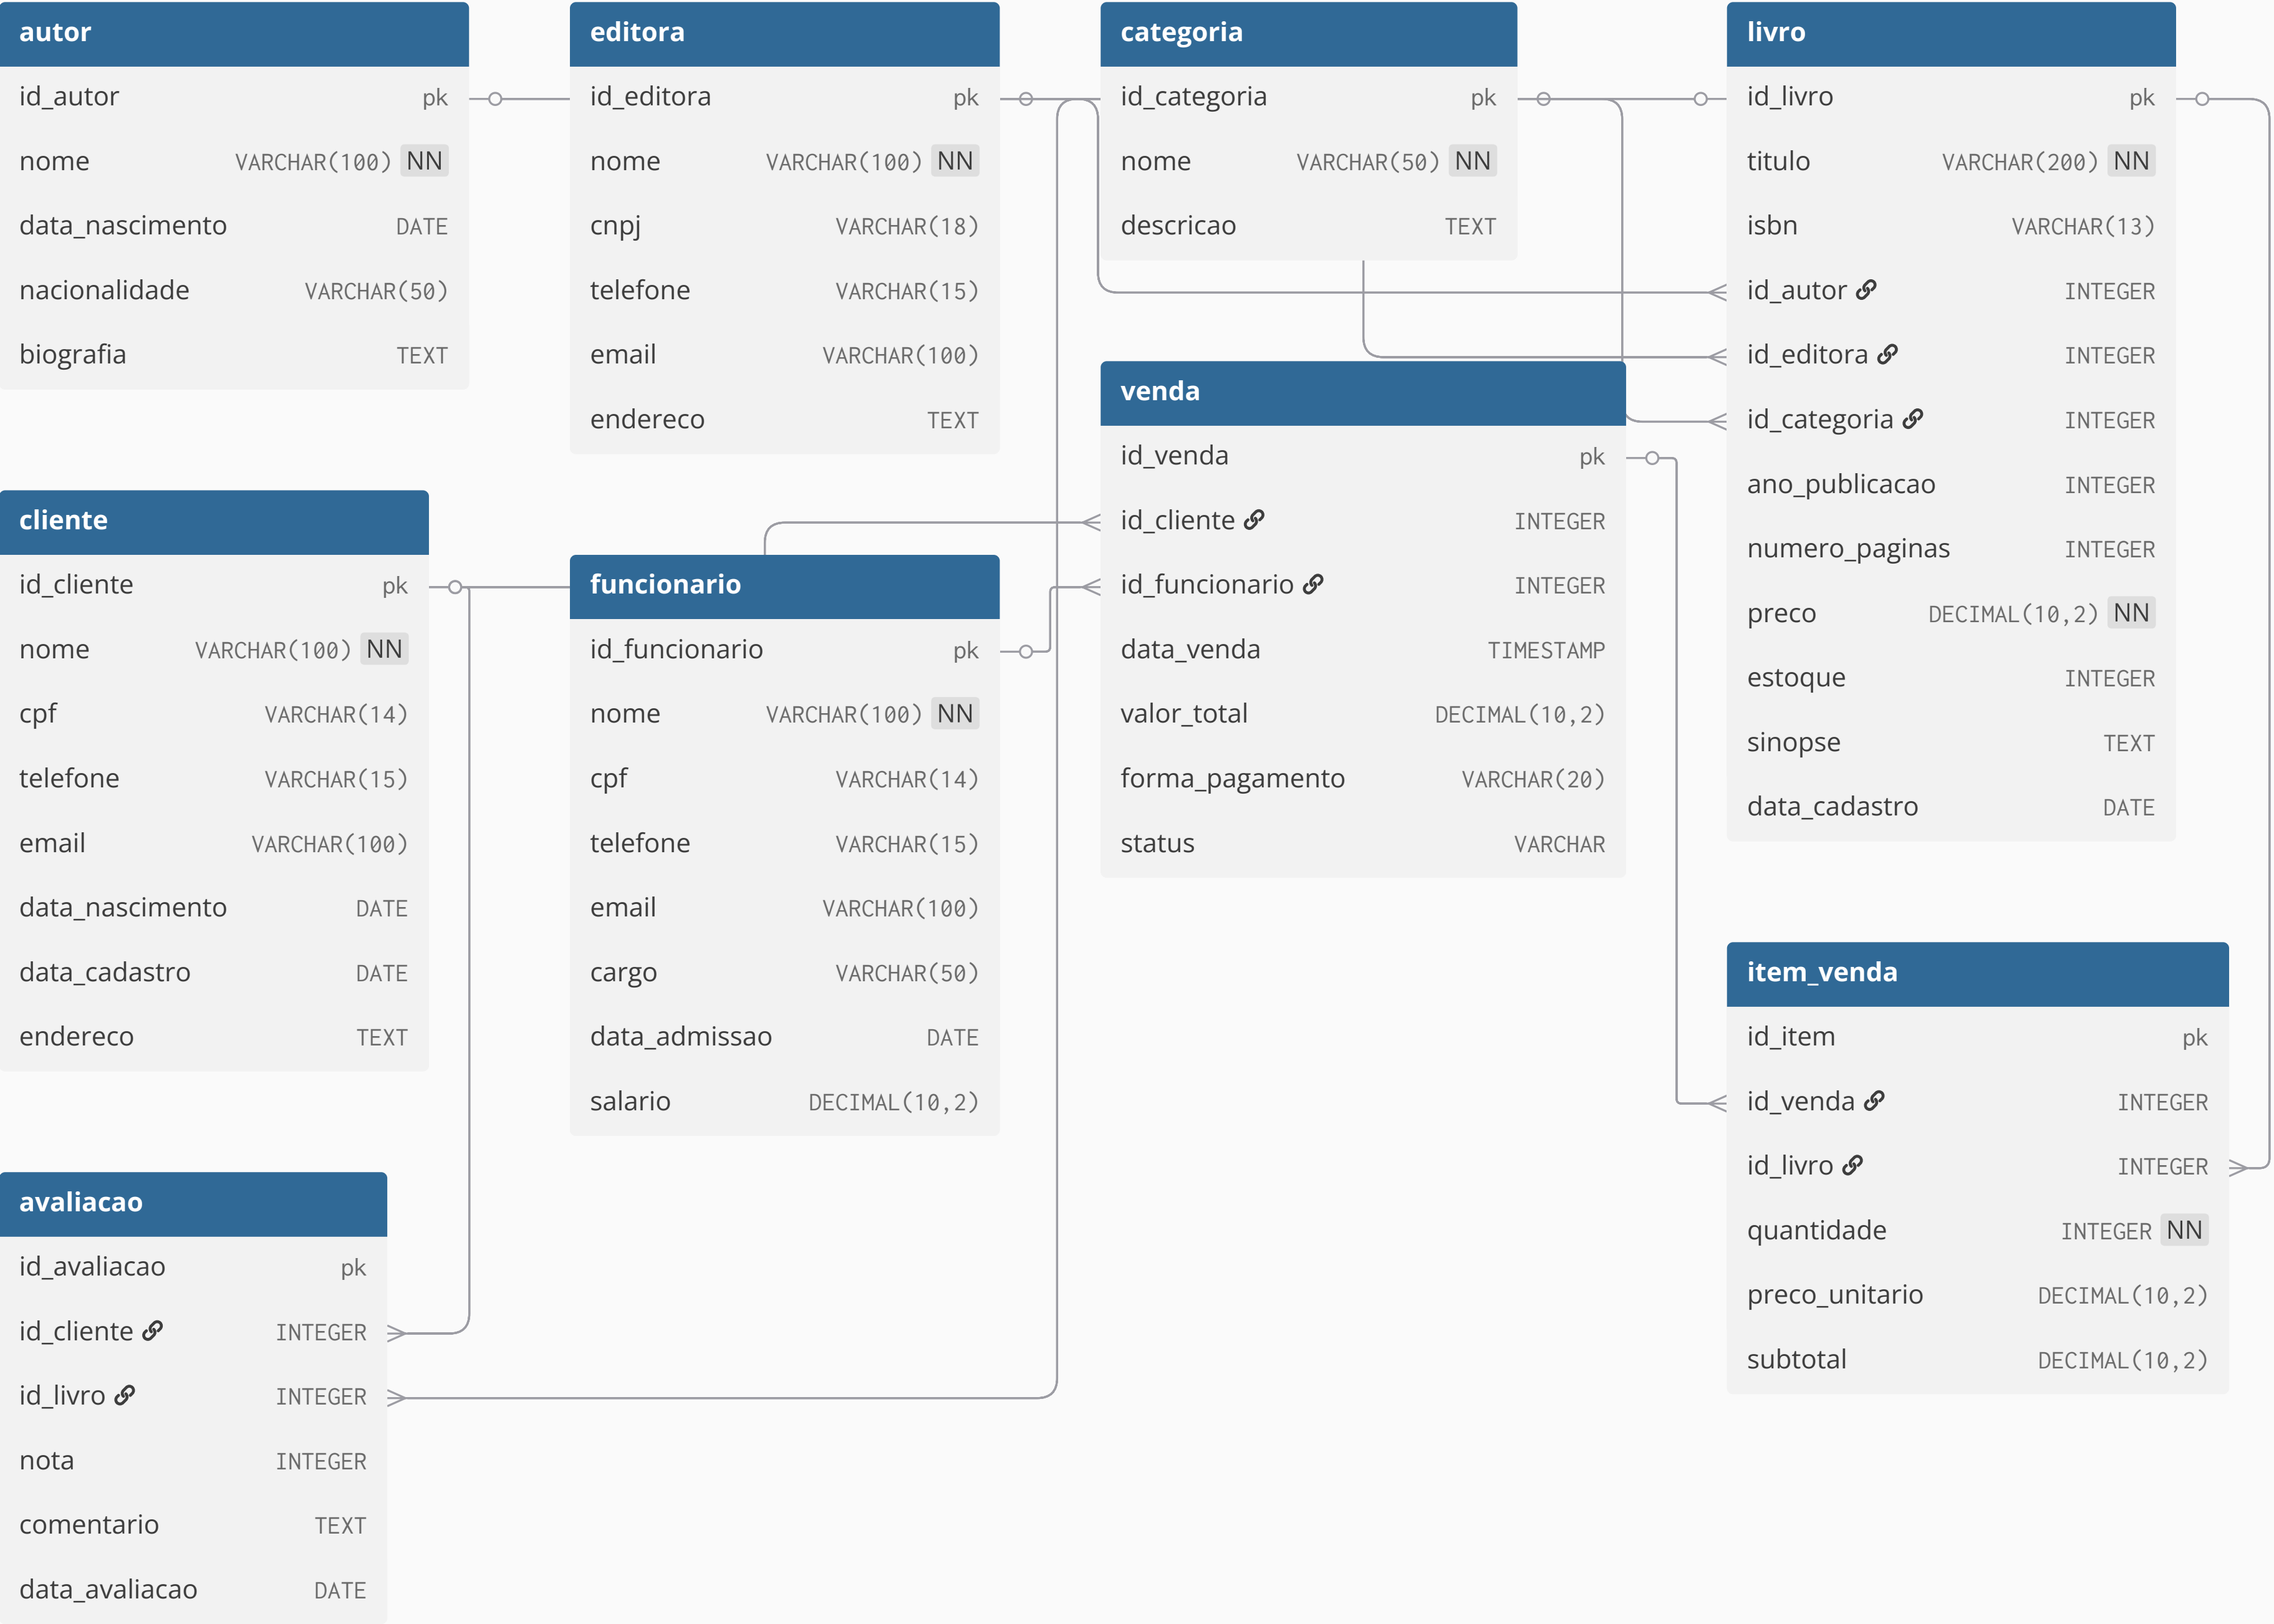 autor
id_autor pk
nome VARCHAR(100) NN
data_nascimento DATE
nacionalidade VARCHAR(50)
biografia TEXT
editora
id_editora pk
nome VARCHAR(100) NN
cnpj VARCHAR(18)
telefone VARCHAR(15)
email VARCHAR(100)
endereco TEXT
categoria
id_categoria pk
nome VARCHAR(50) NN
descricao TEXT
livro
id_livro pk
titulo VARCHAR(200) NN
isbn VARCHAR(13)
id_autor INTEGER
id_editora INTEGER
id_categoria INTEGER
ano_publicacao INTEGER
numero_paginas INTEGER
preco DECIMAL(10,2) NN
estoque INTEGER
sinopse TEXT
data_cadastro DATE
cliente
id_cliente pk
nome VARCHAR(100) NN
cpf VARCHAR(14)
telefone VARCHAR(15)
email VARCHAR(100)
data_nascimento DATE
data_cadastro DATE
endereco TEXT
funcionario
id_funcionario pk
nome VARCHAR(100) NN
cpf VARCHAR(14)
telefone VARCHAR(15)
email VARCHAR(100)
cargo VARCHAR(50)
data_admissao DATE
salario DECIMAL(10,2)
venda
id_venda pk
id_cliente INTEGER
id_funcionario INTEGER
data_venda TIMESTAMP
valor_total DECIMAL(10,2)
forma_pagamento VARCHAR(20)
status VARCHAR
item_venda
id_item pk
id_venda INTEGER
id_livro INTEGER
quantidade INTEGER NN
preco_unitario DECIMAL(10,2)
subtotal DECIMAL(10,2)
avaliacao
id_avaliacao pk
id_cliente INTEGER
id_livro INTEGER
nota INTEGER
comentario TEXT
data_avaliacao DATE